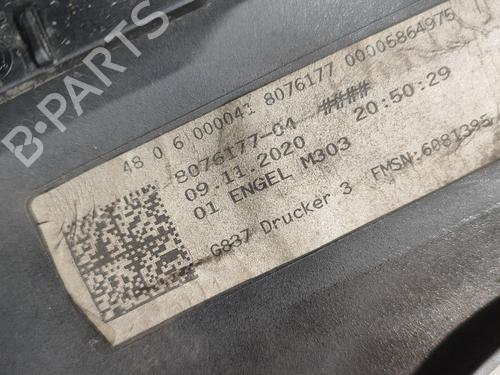 B-PARTS
48 0 6 000041 8076177 00005864975
8076177-04 ####
09.11.2020 20:50:29
01 ENGEL M303
G837 Drucker 3 FMSN:6081395